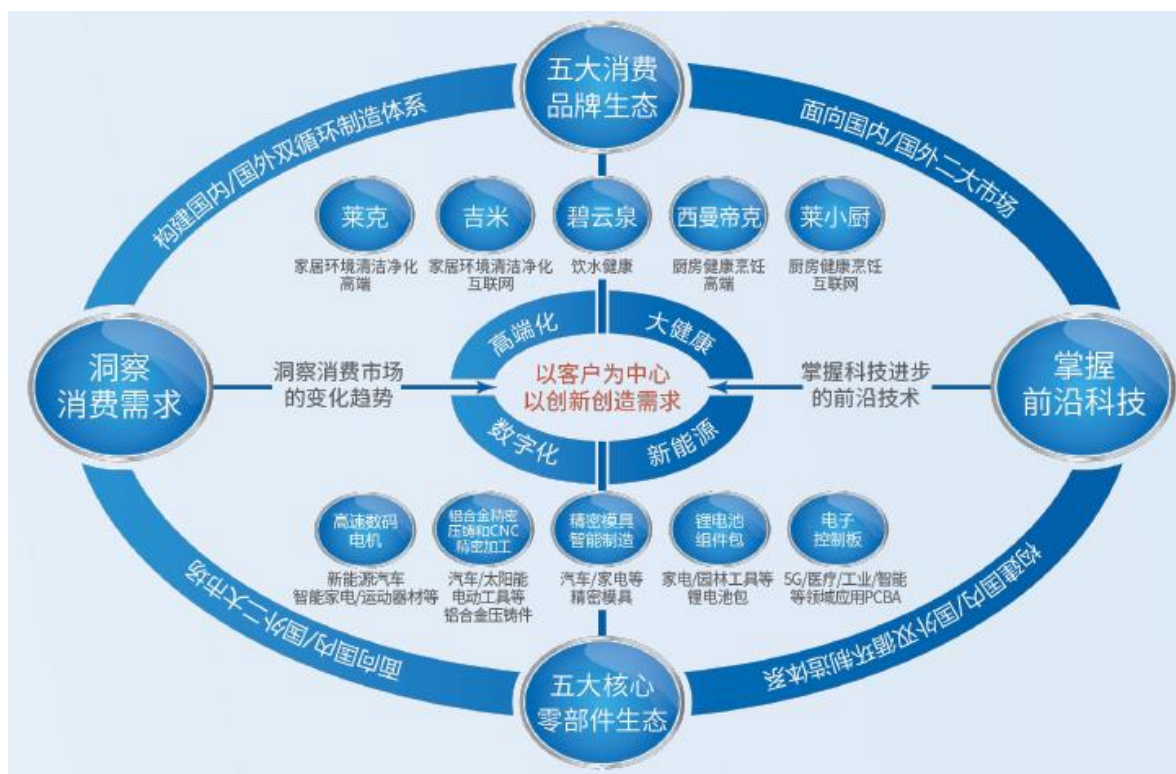 五大消费
品牌生态
构建国内/国外双循环制造体系
面向国内/国外二大市场
莱克
家居环境清洁净化
高端
吉米
家居环境清洁净化
互联网
碧云泉
饮水健康
西曼帝克
厨房健康烹饪
高端
莱小厨
厨房健康烹饪
互联网
高端化
大健康
洞察
消费需求
洞察消费市场
的变化趋势
以客户为中心
以创新创造需求
掌握科技进步
的前沿技术
掌握
前沿科技
数字化
新能源
高速数码
电机
新能源汽车
智能家电/运动器材等
铝合金精密
压铸和CNC
精密加工
汽车/太阳能
电动工具等
铝合金压铸件
精密模具
智能制造
汽车/家电等
精密模具
锂电池
组件包
家电/园林工具等
锂电池包
电子
控制板
5G/医疗/工业/智能
等领域应用PCBA
面向国内/国外二大市场
构建国内/国外双循环制造体系
五大核心
零部件生态